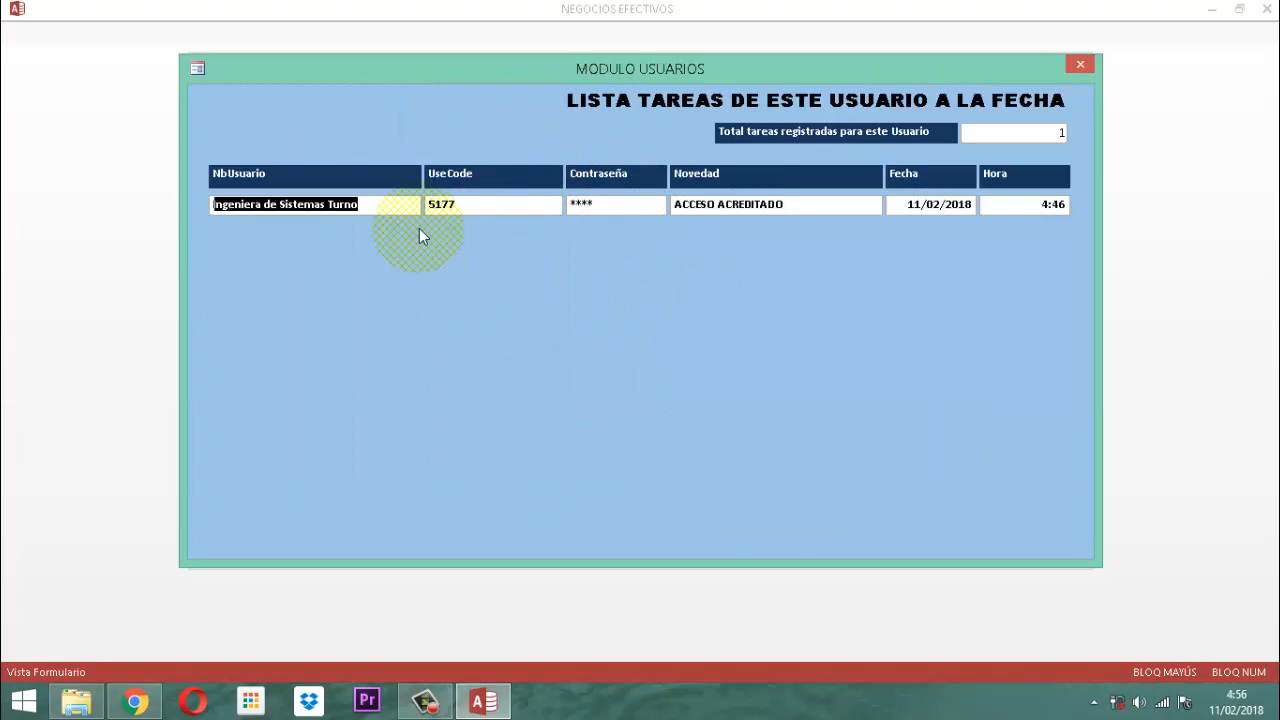 NEGOCIOS EFECTIVOS
MODULO USUARIOS
LISTA TAREAS DE ESTE USUARIO A LA FECHA
Total tareas registradas para este Usuario 1
NbUsuario UseCode Contraseña Novedad Fecha Hora
Ingeniera de Sistemas Turno 5177 **** ACCESO ACREDITADO 11/02/2018 4:46
Vista Formulario BLOQ MAYÚS BLOQ NUM
Pr
4:56
11/02/2018